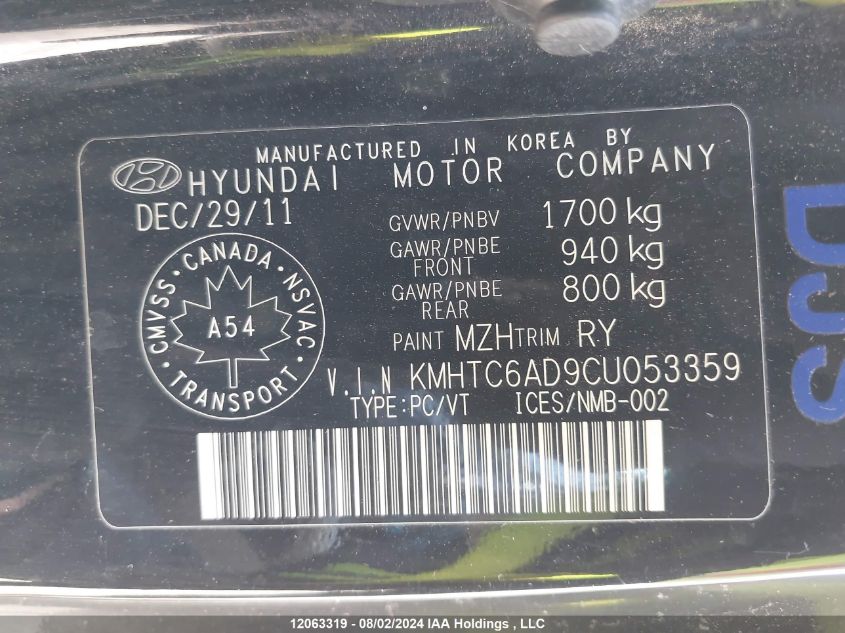 MANUFACTURED IN KOREA BY
HYUNDAI MOTOR COMPANY
DEC/29/11
GVWR/PNBV 1700 kg
GAWR/PNBE FRONT 940 kg
GAWR/PNBE REAR 800 kg
PAINT MZH TRIM RY
V.I.N KMHTC6AD9CU053359
TYPE:PC/VT ICES/NMB-002
CMVSS · CANADA · NSVAC
A54
· TRANSPORT ·
DJS
12063319 - 08/02/2024 IAA Holdings , LLC